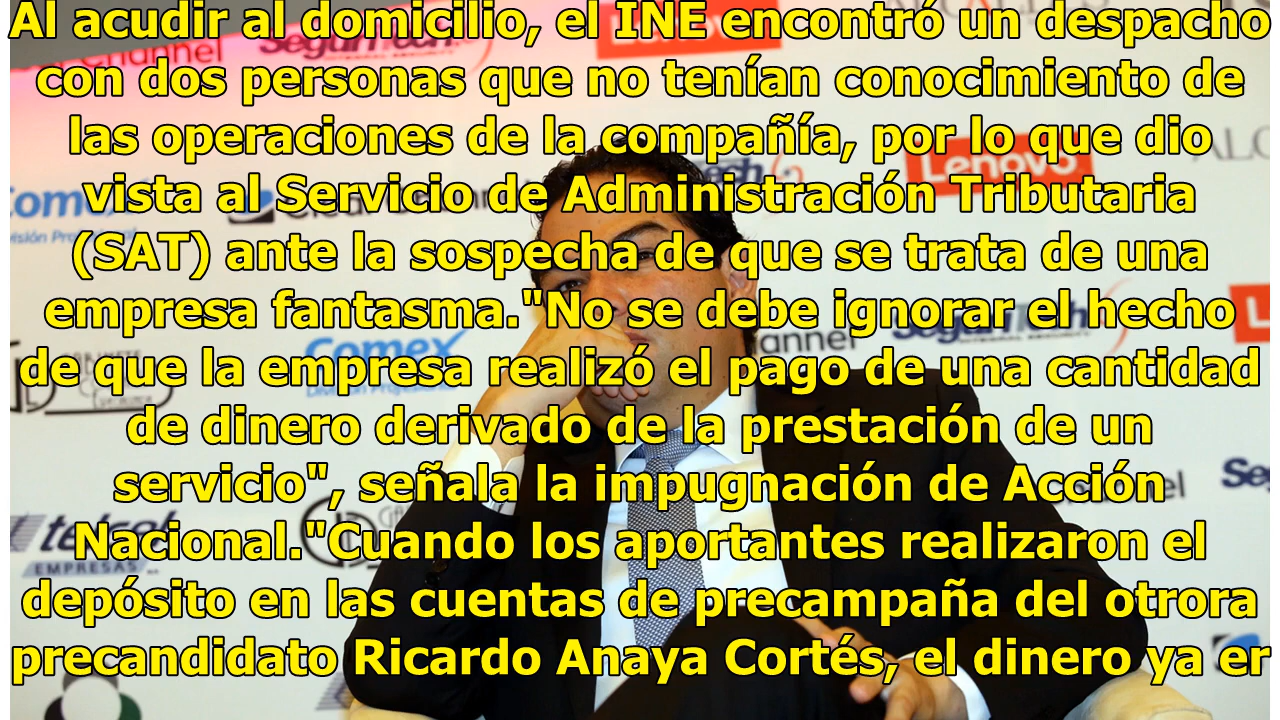 Al acudir al domicilio, el INE encontró un despacho
con dos personas que no tenían conocimiento de
las operaciones de la compañía, por lo que dio
vista al Servicio de Administración Tributaria
(SAT) ante la sospecha de que se trata de una
empresa fantasma."No se debe ignorar el hecho
de que la empresa realizó el pago de una cantidad
de dinero derivado de la prestación de un
servicio", señala la impugnación de Acción
Nacional."Cuando los aportantes realizaron el
depósito en las cuentas de precampaña del otrora
precandidato Ricardo Anaya Cortés, el dinero ya er
Lenovo
Comex
telcel
EMPRESAS